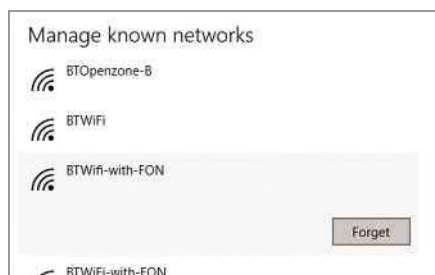 Manage known networks
BTOpenzone-B
BTWiFi
BTWifi-with-FON
Forget
BTWiFi-with-FON